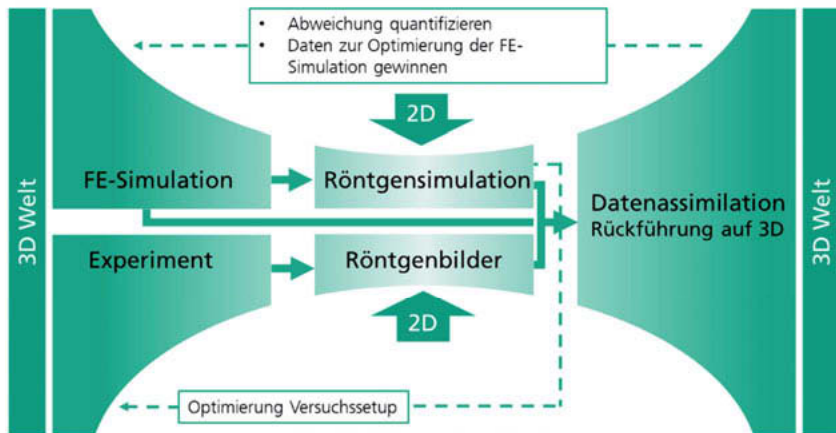 • Abweichung quantifizieren
• Daten zur Optimierung der FE-
Simulation gewinnen
2D
3D Welt
FE-Simulation
Röntgensimulation
Datenassimilation
Rückführung auf 3D
3D Welt
Experiment
Röntgenbilder
2D
Optimierung Versuchssetup